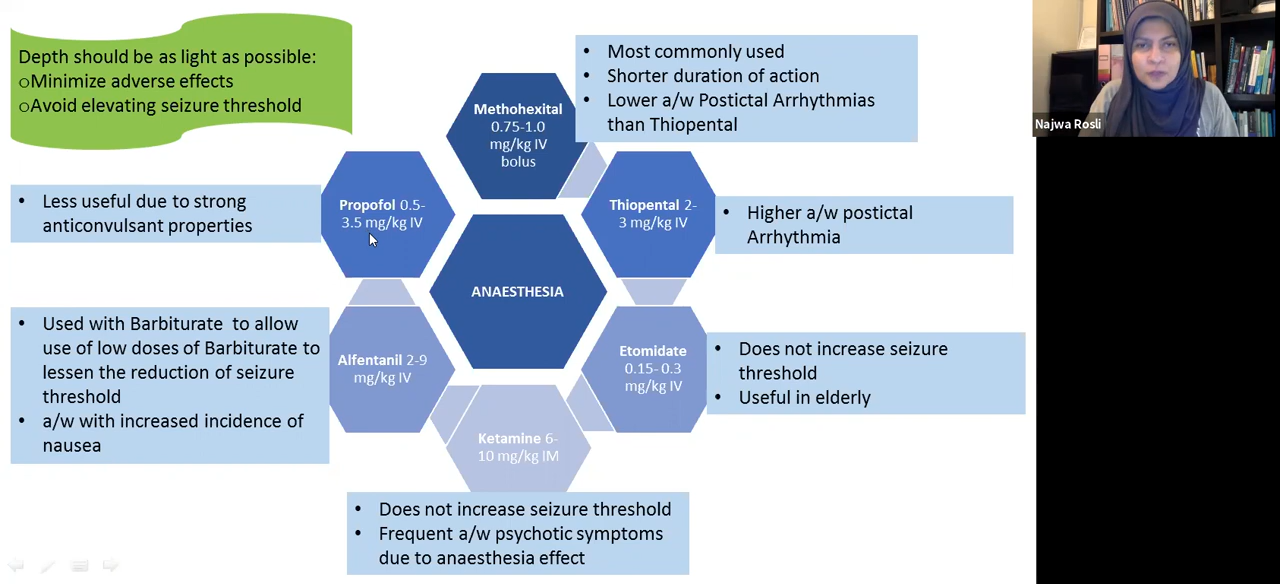 Depth should be as light as possible:
oMinimize adverse effects
oAvoid elevating seizure threshold
Methohexital
0.75-1.0
mg/kg IV
bolus
• Most commonly used
• Shorter duration of action
• Lower a/w Postictal Arrhythmias
than Thiopental
Najwa Rosli
• Less useful due to strong
anticonvulsant properties
Propofol 0.5-
3.5 mg/kg IV
Thiopental 2-
3 mg/kg IV
• Higher a/w postictal
Arrhythmia
ANAESTHESIA
• Used with Barbiturate to allow
use of low doses of Barbiturate to
lessen the reduction of seizure
threshold
• a/w with increased incidence of
nausea
Alfentanil 2-9
mg/kg IV
Etomidate
0.15- 0.3
mg/kg IV
• Does not increase seizure
threshold
• Useful in elderly
Ketamine 6-
10 mg/kg IM
• Does not increase seizure threshold
• Frequent a/w psychotic symptoms
due to anaesthesia effect